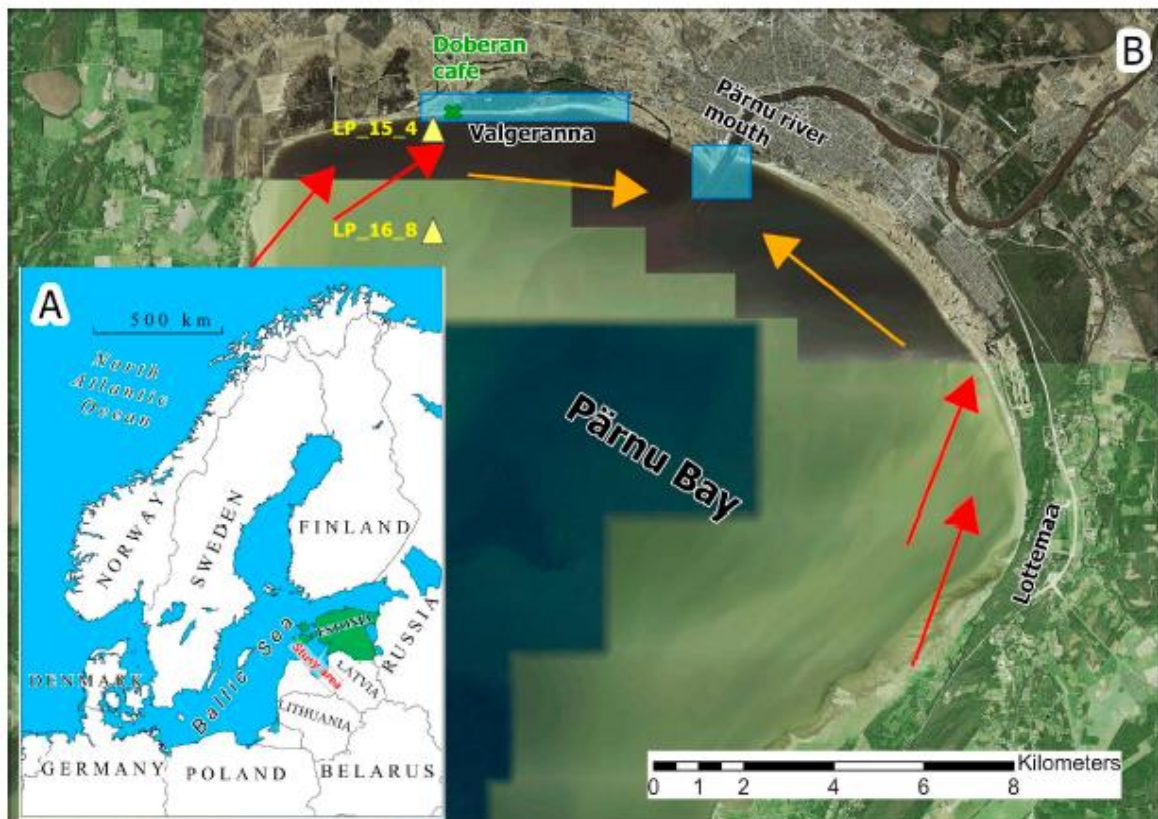 Doberan
cafe
B
LP_15_4
Valgeranna
Pärnu river
mouth
LP_16_8
A
500 km
North
Atlantic
Ocean
Pärnu Bay
NORWAY
SWEDEN
FINLAND
ESTONIA
RUSSIA
Baltic Sea
Study area
LATVIA
DENMARK
LITHUANIA
GERMANY
POLAND
BELARUS
Lottemaa
Kilometers
0 1 2 4 6 8